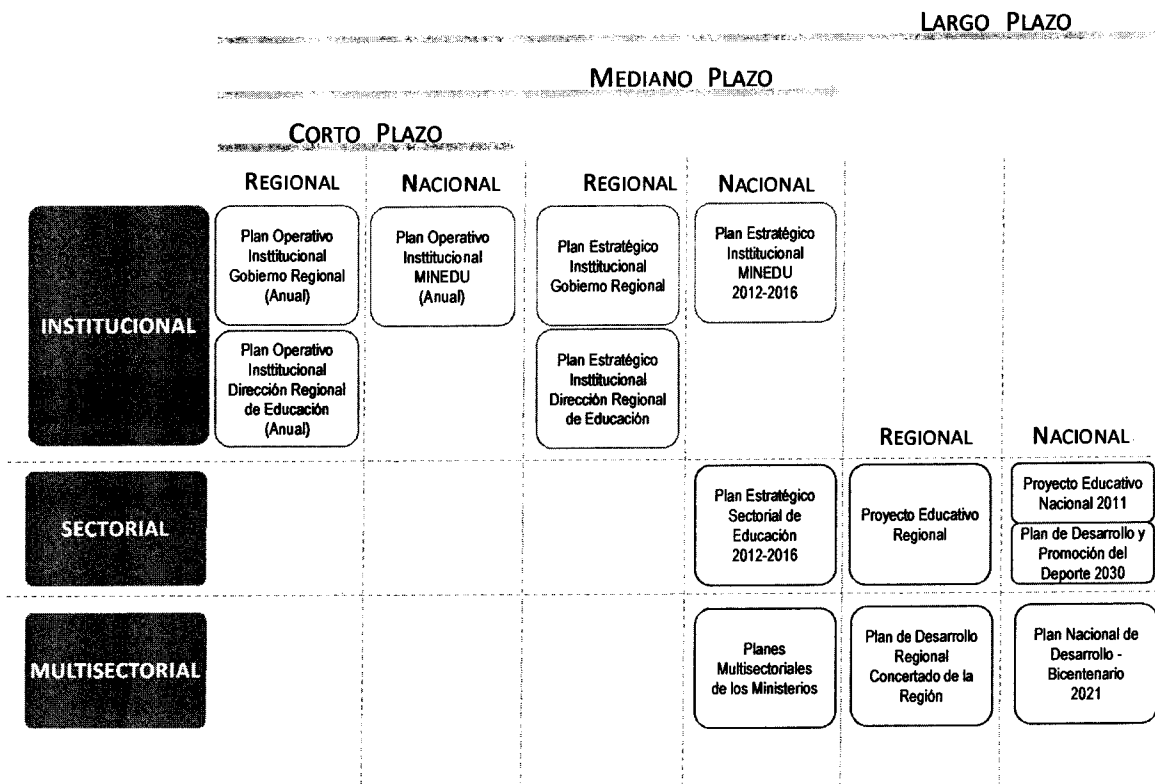 LARGO PLAZO
MEDIANO PLAZO
CORTO PLAZO
REGIONAL
NACIONAL
REGIONAL
NACIONAL
INSTITUCIONAL
Plan Operativo
Insttitucional
Gobierno Regional
(Anual)
Plan Operativo
Insttitucional
MINEDU
(Anual)
Plan Estratégico
Insttitucional
Gobierno Regional
Plan Estratégico
Insttitucional
MINEDU
2012-2016
Plan Operativo
Insttitucional
Dirección Regional
de Educación
(Anual)
Plan Estratégico
Insttitucional
Dirección Regional
de Educación
REGIONAL
NACIONAL
SECTORIAL
Plan Estratégico
Sectorial de
Educación
2012-2016
Proyecto Educativo
Regional
Proyecto Educativo
Nacional 2011
Plan de Desarrollo y
Promoción del
Deporte 2030
MULTISECTORIAL
Planes
Multisectoriales
de los Ministerios
Plan de Desarrollo
Regional
Concertado de la
Región
Plan Nacional de
Desarrollo -
Bicentenario
2021